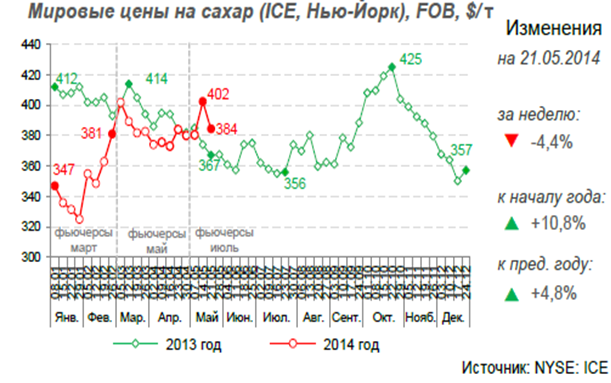 Мировые цены на сахар (ICE, Нью-Йорк), FOB, $/т
Изменения
на 21.05.2014
за неделю:
-4,4%
к началу года:
+10,8%
к пред. году:
+4,8%
440
420
400
380
360
340
320
300
412
414
425
402
381
384
347
367
356
357
фьючерсы март
фьючерсы май
фьючерсы июль
Янв. Фев. Мар. Апр. Май Июн. Июл. Авг. Сент. Окт. Нояб. Дек.
2013 год 2014 год
Источник: NYSE: ICE